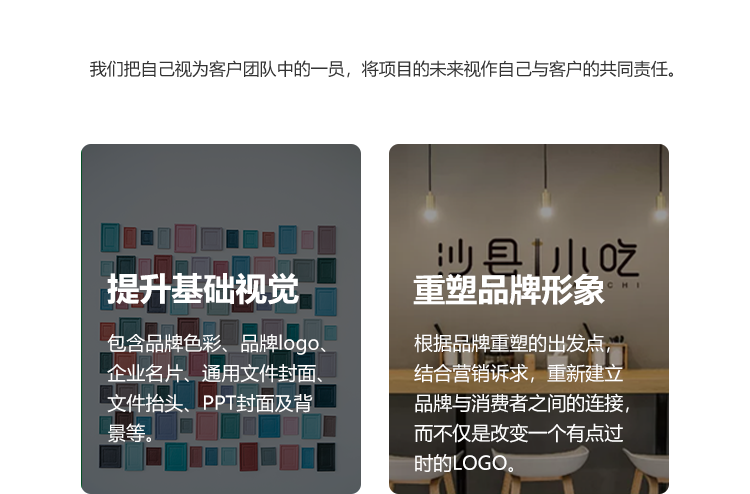 我们把自己视为客户团队中的一员，将项目的未来视作自己与客户的共同责任。
提升基础视觉
包含品牌色彩、品牌logo、
企业名片、通用文件封面、
文件抬头、PPT封面及背
景等。
沙县小吃
重塑品牌形象
根据品牌重塑的出发点，
结合营销诉求，重新建立
品牌与消费者之间的连接，
而不仅是改变一个有点过
时的LOGO。